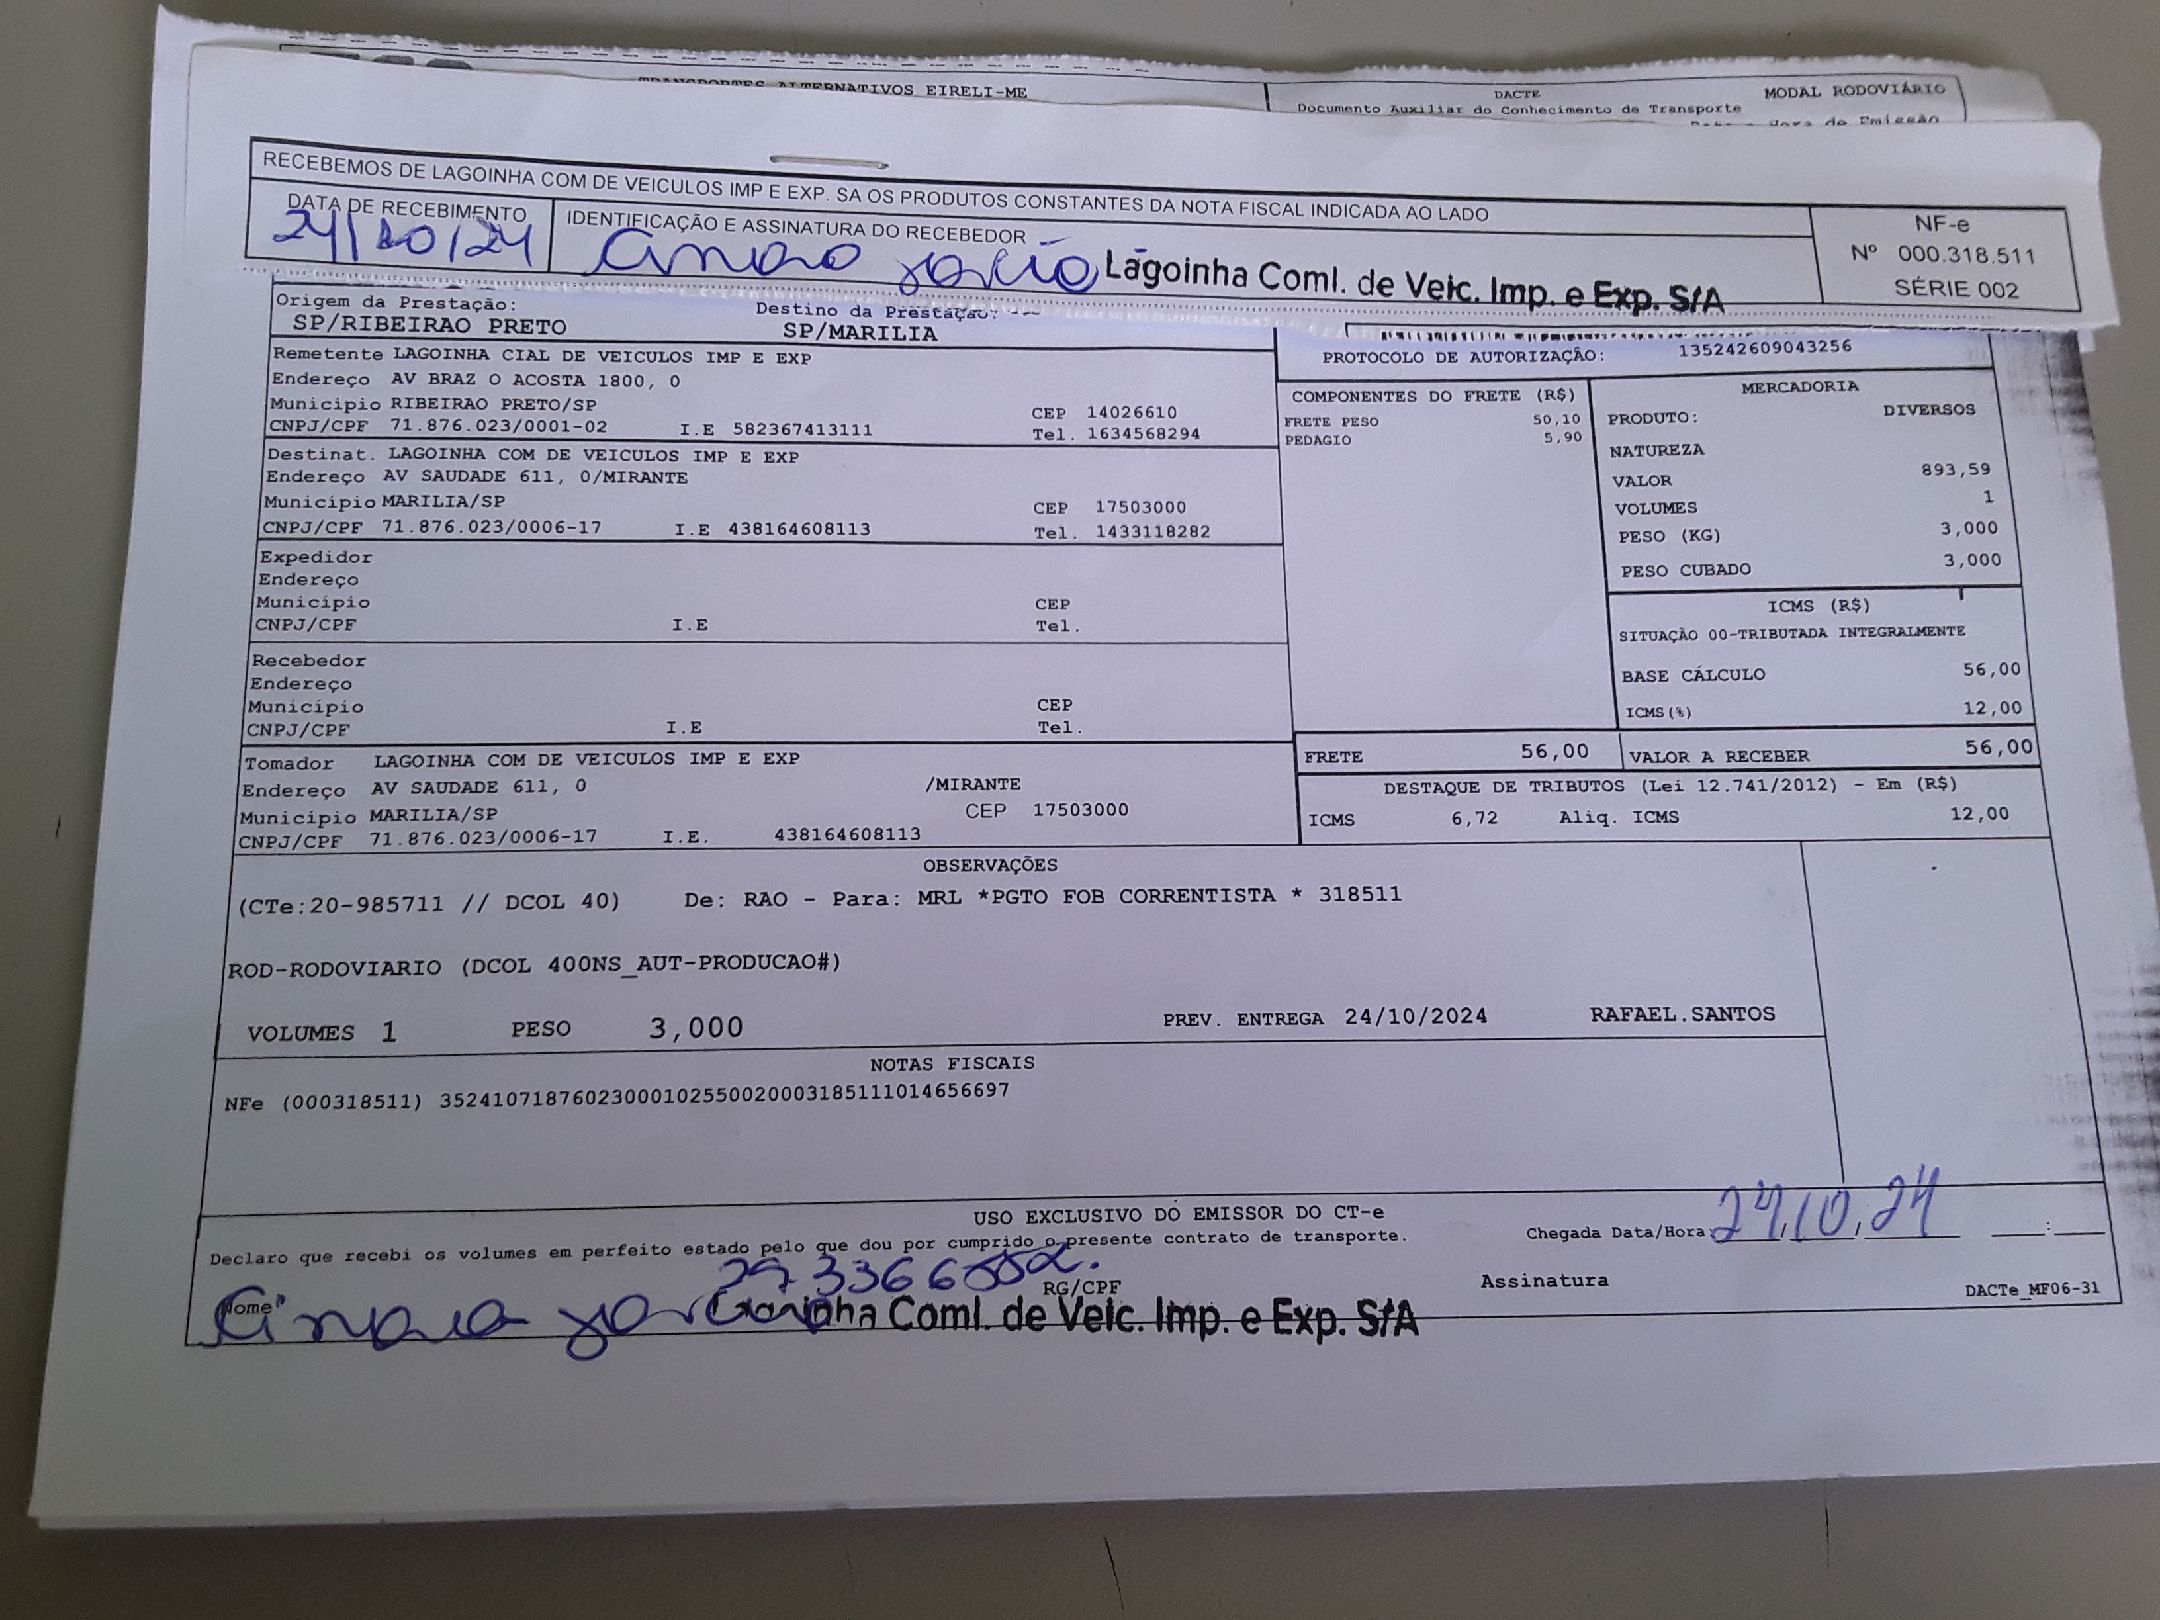 TRANSPORTES ALTERNATIVOS EIRELI-ME
DACTE
MODAL RODOVIÁRIO
Documento Auxiliar do Conhecimento de Transporte
Hora de Emissão
RECEBEMOS DE LAGOINHA COM DE VEICULOS IMP E EXP. SA OS PRODUTOS CONSTANTES DA NOTA FISCAL INDICADA AO LADO
DATA DE RECEBIMENTO
24/10/24
IDENTIFICAÇÃO E ASSINATURA DO RECEBEDOR
Lagoinha Coml. de Veic. Imp. e Exp. S/A
NF-e
Nº 000.318.511
SÉRIE 002
Origem da Prestação:
SP/RIBEIRAO PRETO
Destino da Prestação:
SP/MARILIA
Remetente LAGOINHA CIAL DE VEICULOS IMP E EXP
Endereço AV BRAZ O ACOSTA 1800, 0
Município RIBEIRAO PRETO/SP CEP 14026610
CNPJ/CPF 71.876.023/0001-02 I.E 582367413111 Tel. 1634568294
Destinat. LAGOINHA COM DE VEICULOS IMP E EXP
Endereço AV SAUDADE 611, 0/MIRANTE
Município MARILIA/SP CEP 17503000
CNPJ/CPF 71.876.023/0006-17 I.E 438164608113 Tel. 1433118282
Expedidor
Endereço
Município CEP
CNPJ/CPF I.E Tel.
Recebedor
Endereço
Município CEP
CNPJ/CPF I.E Tel.
Tomador LAGOINHA COM DE VEICULOS IMP E EXP
Endereço AV SAUDADE 611, 0 /MIRANTE
Município MARILIA/SP CEP 17503000
CNPJ/CPF 71.876.023/0006-17 I.E. 438164608113
PROTOCOLO DE AUTORIZAÇÃO: 135242609043256
COMPONENTES DO FRETE (R$)
FRETE PESO 50,10
PEDAGIO 5,90
MERCADORIA
PRODUTO: DIVERSOS
NATUREZA
VALOR 893,59
VOLUMES 1
PESO (KG) 3,000
PESO CUBADO 3,000
ICMS (R$)
SITUAÇÃO 00-TRIBUTADA INTEGRALMENTE
BASE CÁLCULO 56,00
ICMS(%) 12,00
FRETE 56,00 VALOR A RECEBER 56,00
DESTAQUE DE TRIBUTOS (Lei 12.741/2012) - Em (R$)
ICMS 6,72 Aliq. ICMS 12,00
OBSERVAÇÕES
(CTe:20-985711 // DCOL 40) De: RAO - Para: MRL *PGTO FOB CORRENTISTA * 318511
ROD-RODOVIARIO (DCOL 400NS_AUT-PRODUCAO#)
VOLUMES 1 PESO 3,000 PREV. ENTREGA 24/10/2024 RAFAEL.SANTOS
NOTAS FISCAIS
NFe (000318511) 35241071876023000102550020003185111014656697
USO EXCLUSIVO DO EMISSOR DO CT-e
Declaro que recebi os volumes em perfeito estado pelo que dou por cumprido o presente contrato de transporte.
Chegada Data/Hora 24.10.24 :
Nome RG/CPF Assinatura DACTe_MF06-31
Lagoinha Coml. de Veic. Imp. e Exp. S/A